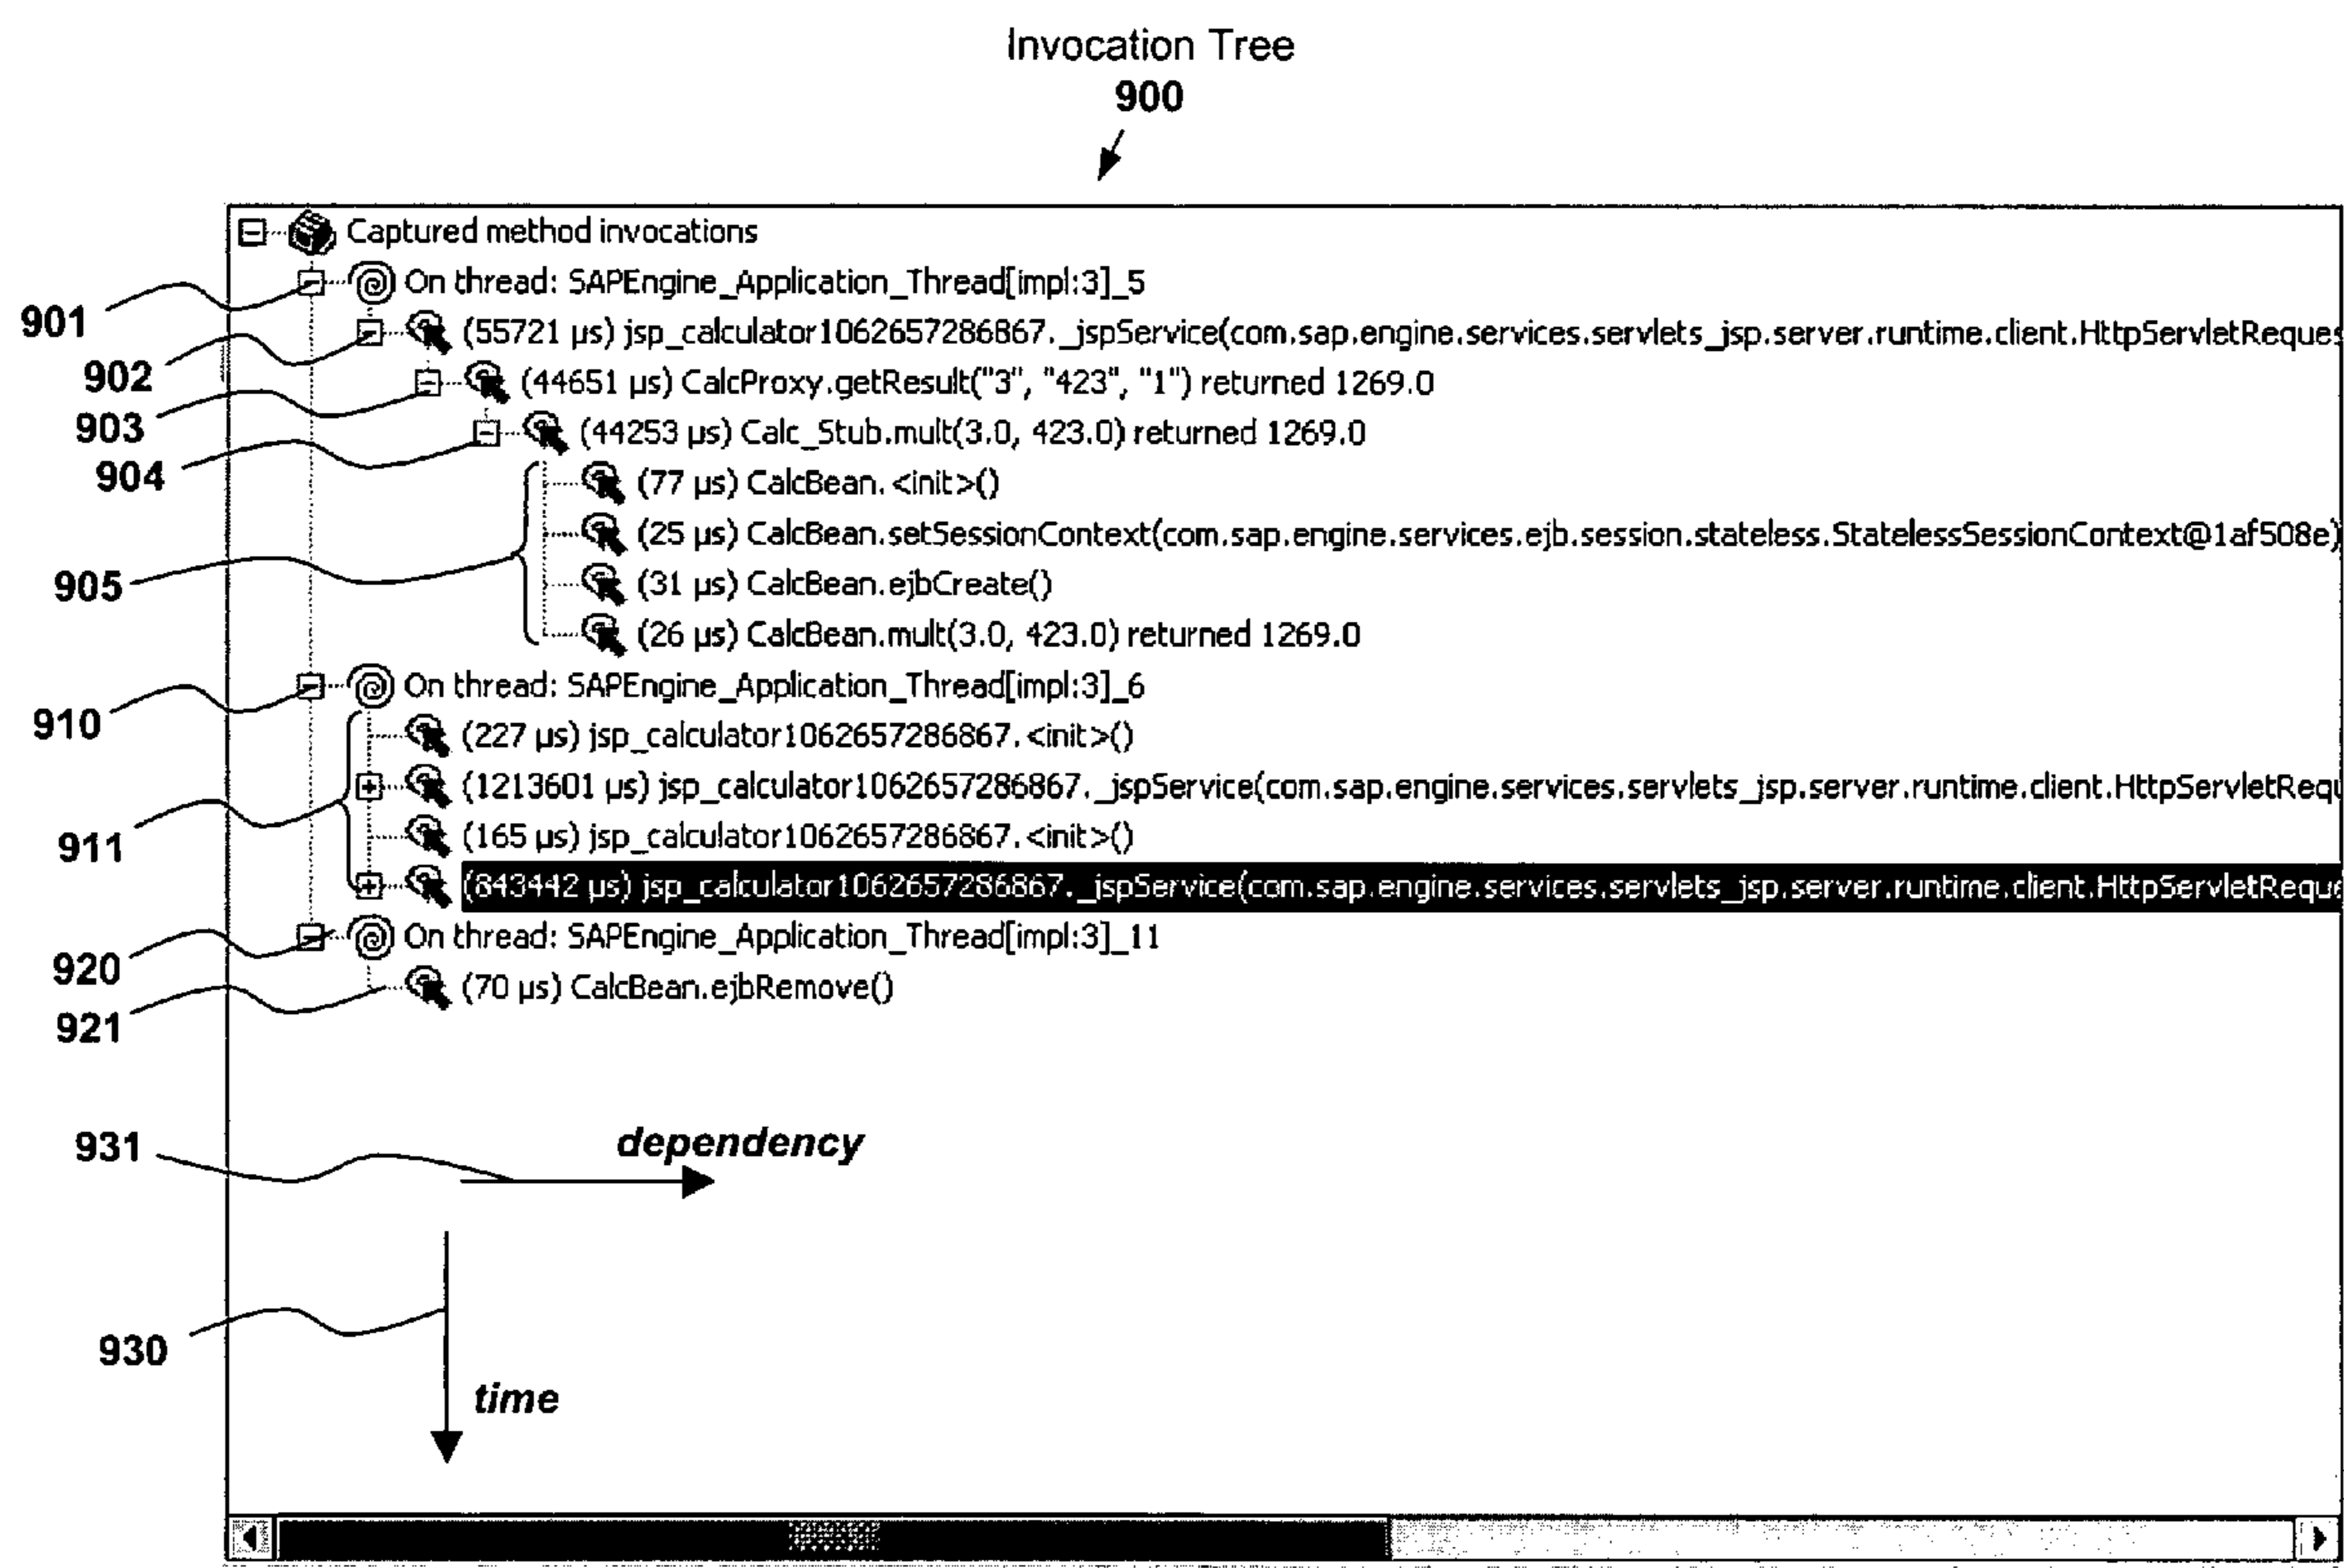 Invocation Tree
900
Captured method invocations
On thread: SAPEngine_Application_Thread[impl:3]_5
901
(55721 µs) jsp_calculator1062657286867._jspService(com.sap.engine.services.servlets_jsp.server.runtime.client.HttpServletReques
902
(44651 µs) CalcProxy.getResult("3", "423", "1") returned 1269.0
903
(44253 µs) Calc_Stub.mult(3.0, 423.0) returned 1269.0
904
(77 µs) CalcBean.<init>()
(25 µs) CalcBean.setSessionContext(com.sap.engine.services.ejb.session.stateless.StatelessSessionContext@1af508e)
905
(31 µs) CalcBean.ejbCreate()
(26 µs) CalcBean.mult(3.0, 423.0) returned 1269.0
On thread: SAPEngine_Application_Thread[impl:3]_6
910
(227 µs) jsp_calculator1062657286867.<init>()
(1213601 µs) jsp_calculator1062657286867._jspService(com.sap.engine.services.servlets_jsp.server.runtime.client.HttpServletRequ
911
(165 µs) jsp_calculator1062657286867.<init>()
(843442 µs) jsp_calculator1062657286867._jspService(com.sap.engine.services.servlets_jsp.server.runtime.client.HttpServletReque
On thread: SAPEngine_Application_Thread[impl:3]_11
920
(70 µs) CalcBean.ejbRemove()
921
931
dependency
930
time